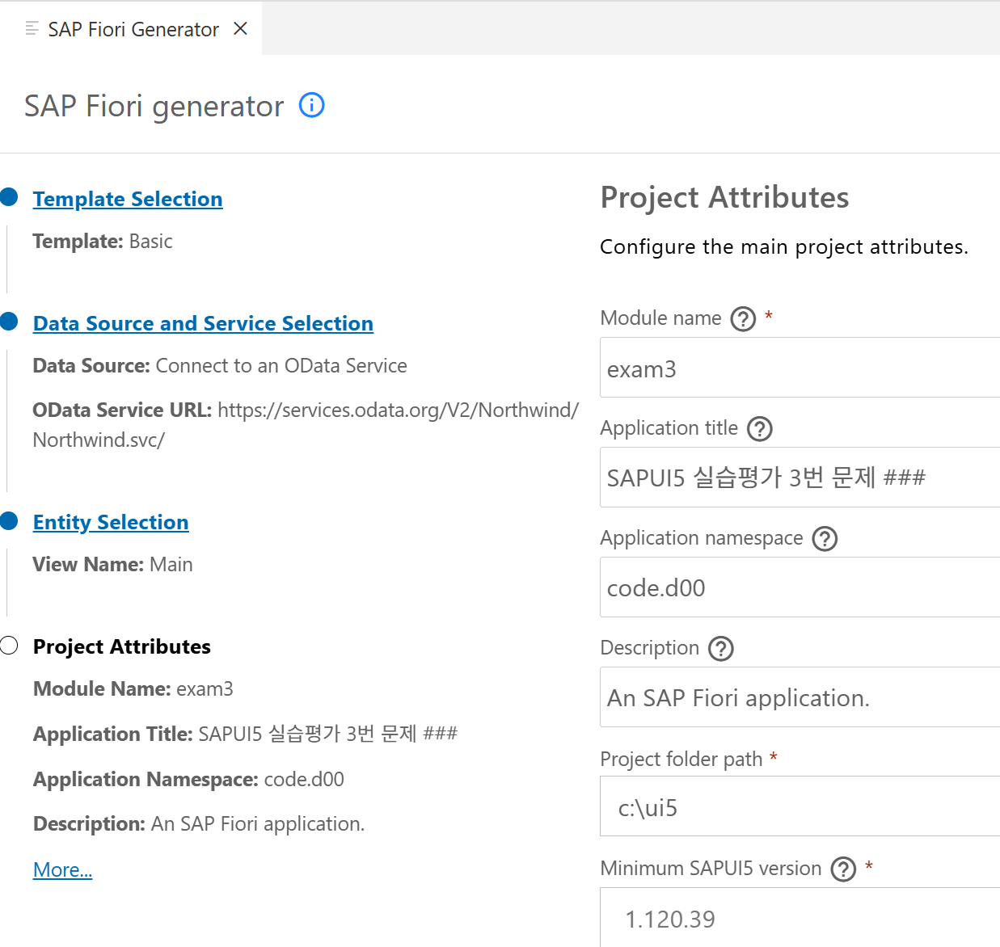 SAP Fiori Generator
SAP Fiori generator
Template Selection
Template: Basic
Data Source and Service Selection
Data Source: Connect to an OData Service
OData Service URL: https://services.odata.org/V2/Northwind/
Northwind.svc/
Entity Selection
View Name: Main
Project Attributes
Module Name: exam3
Application Title: SAPUI5 실습평가 3번 문제 ###
Application Namespace: code.d00
Description: An SAP Fiori application.
More...
Project Attributes
Configure the main project attributes.
Module name ? *
exam3
Application title ?
SAPUI5 실습평가 3번 문제 ###
Application namespace ?
code.d00
Description ?
An SAP Fiori application.
Project folder path *
c:\ui5
Minimum SAPUI5 version ? *
1.120.39